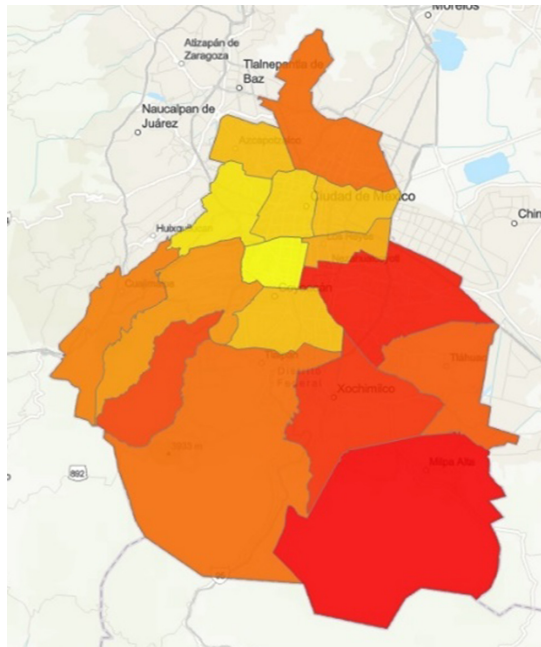 Morelos
Atizapán de
Zaragoza
Tlalnepantla de
Baz
Naucalpan de
Juárez
Azcapotzalco
Ciudad de México
Chim
Huixquilucan
Cuajimalpa
Coyoacán
Tlalpan
Distrito
Federal
Tláhuac
Xochimilco
Milpa Alta
892